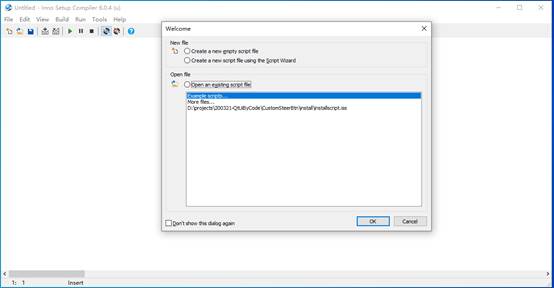 Untitled - Inno Setup Compiler 6.0.4 (u)
File Edit View Build Run Tools Help
Welcome
New file
Create a new empty script file
Create a new script file using the Script Wizard
Open file
Open an existing script file
Example scripts...
More files...
D:\projects\200321-QtUiByCode\CustomSteerBtn\install\installscript.iss
Don't show this dialog again
OK
Cancel
1: 1
Insert